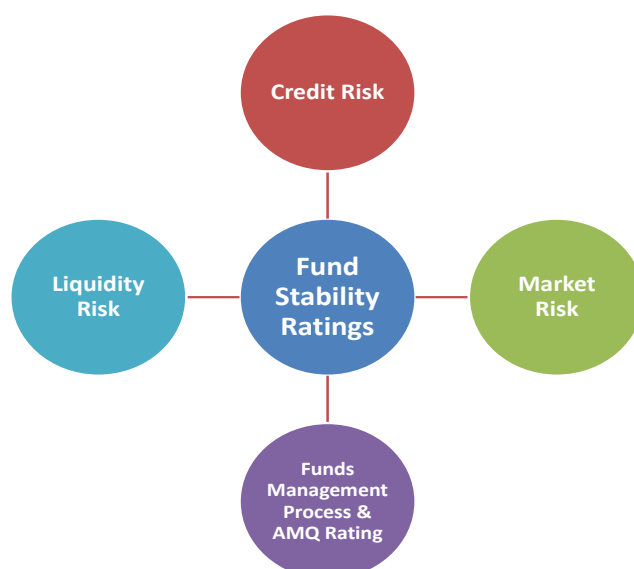 Credit Risk
Liquidity
Risk
Fund
Stability
Ratings
Market
Risk
Funds
Management
Process &
AMQ Rating